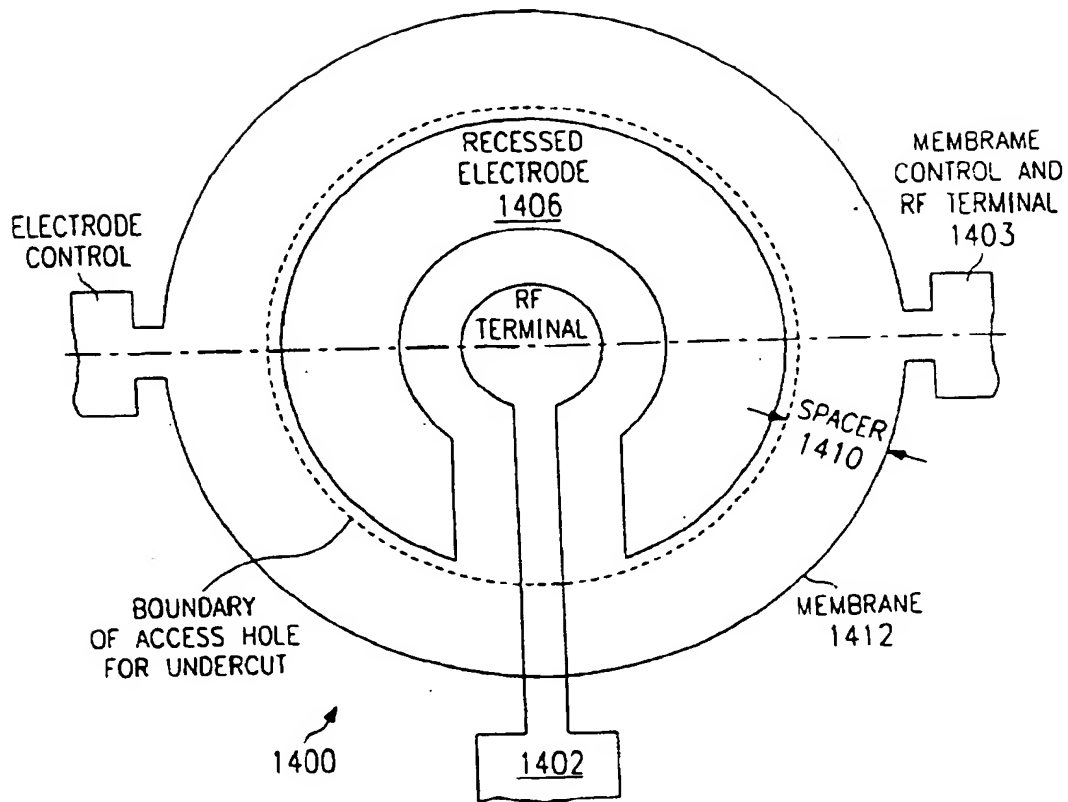 RECESSED
ELECTRODE
1406
MEMBRAME
CONTROL AND
RF TERMINAL
1403
ELECTRODE
CONTROL
RF
TERMINAL
SPACER
1410
BOUNDARY
OF ACCESS HOLE
FOR UNDERCUT
MEMBRANE
1412
1400
1402